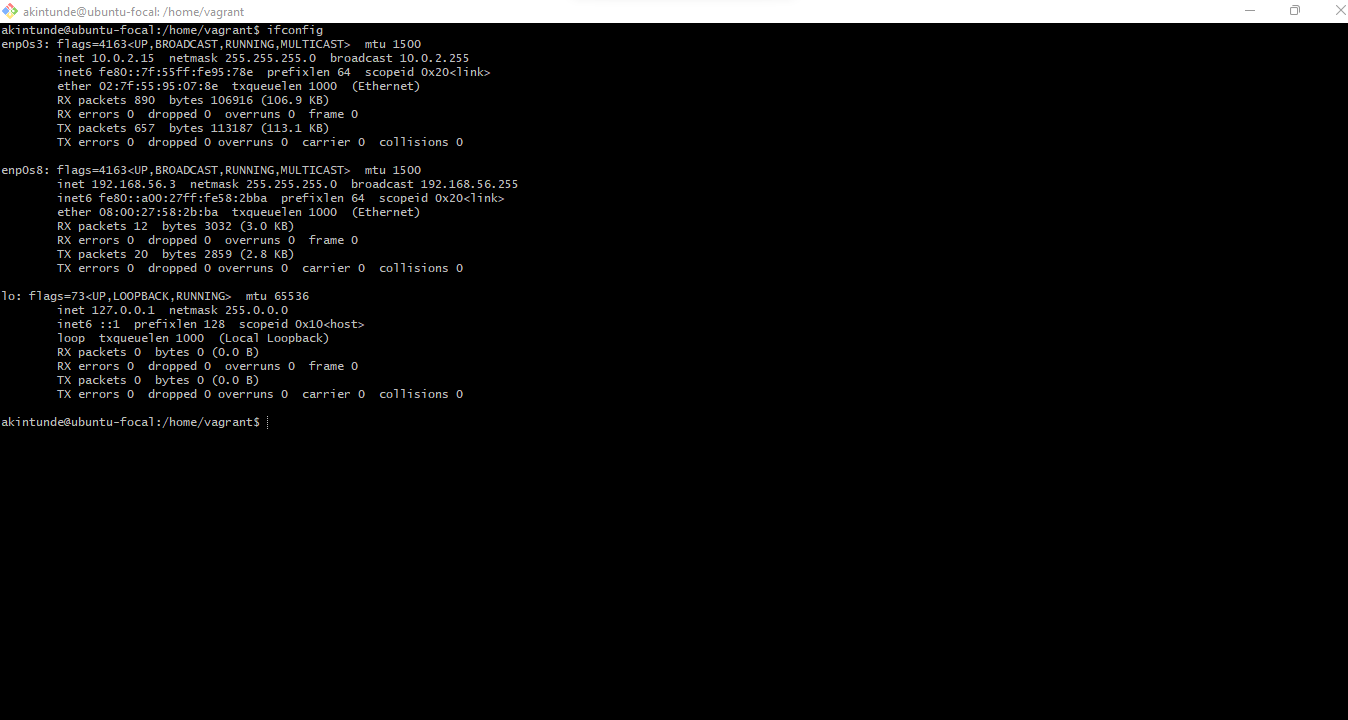 akintunde@ubuntu-focal: /home/vagrant
akintunde@ubuntu-focal:/home/vagrant$ ifconfig
enp0s3: flags=4163<UP,BROADCAST,RUNNING,MULTICAST>  mtu 1500
        inet 10.0.2.15  netmask 255.255.255.0  broadcast 10.0.2.255
        inet6 fe80::7f:55ff:fe95:78e  prefixlen 64  scopeid 0x20<link>
        ether 02:7f:55:95:07:8e  txqueuelen 1000  (Ethernet)
        RX packets 890  bytes 106916 (106.9 KB)
        RX errors 0  dropped 0  overruns 0  frame 0
        TX packets 657  bytes 113187 (113.1 KB)
        TX errors 0  dropped 0 overruns 0  carrier 0  collisions 0

enp0s8: flags=4163<UP,BROADCAST,RUNNING,MULTICAST>  mtu 1500
        inet 192.168.56.3  netmask 255.255.255.0  broadcast 192.168.56.255
        inet6 fe80::a00:27ff:fe58:2bba  prefixlen 64  scopeid 0x20<link>
        ether 08:00:27:58:2b:ba  txqueuelen 1000  (Ethernet)
        RX packets 12  bytes 3032 (3.0 KB)
        RX errors 0  dropped 0  overruns 0  frame 0
        TX packets 20  bytes 2859 (2.8 KB)
        TX errors 0  dropped 0 overruns 0  carrier 0  collisions 0

lo: flags=73<UP,LOOPBACK,RUNNING>  mtu 65536
        inet 127.0.0.1  netmask 255.0.0.0
        inet6 ::1  prefixlen 128  scopeid 0x10<host>
        loop  txqueuelen 1000  (Local Loopback)
        RX packets 0  bytes 0 (0.0 B)
        RX errors 0  dropped 0  overruns 0  frame 0
        TX packets 0  bytes 0 (0.0 B)
        TX errors 0  dropped 0 overruns 0  carrier 0  collisions 0

akintunde@ubuntu-focal:/home/vagrant$